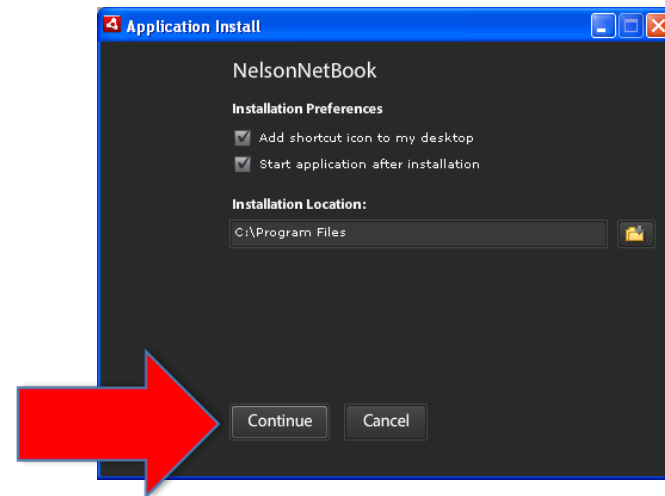 Application Install
NelsonNetBook
Installation Preferences
Add shortcut icon to my desktop
Start application after installation
Installation Location:
C:\Program Files
Continue Cancel